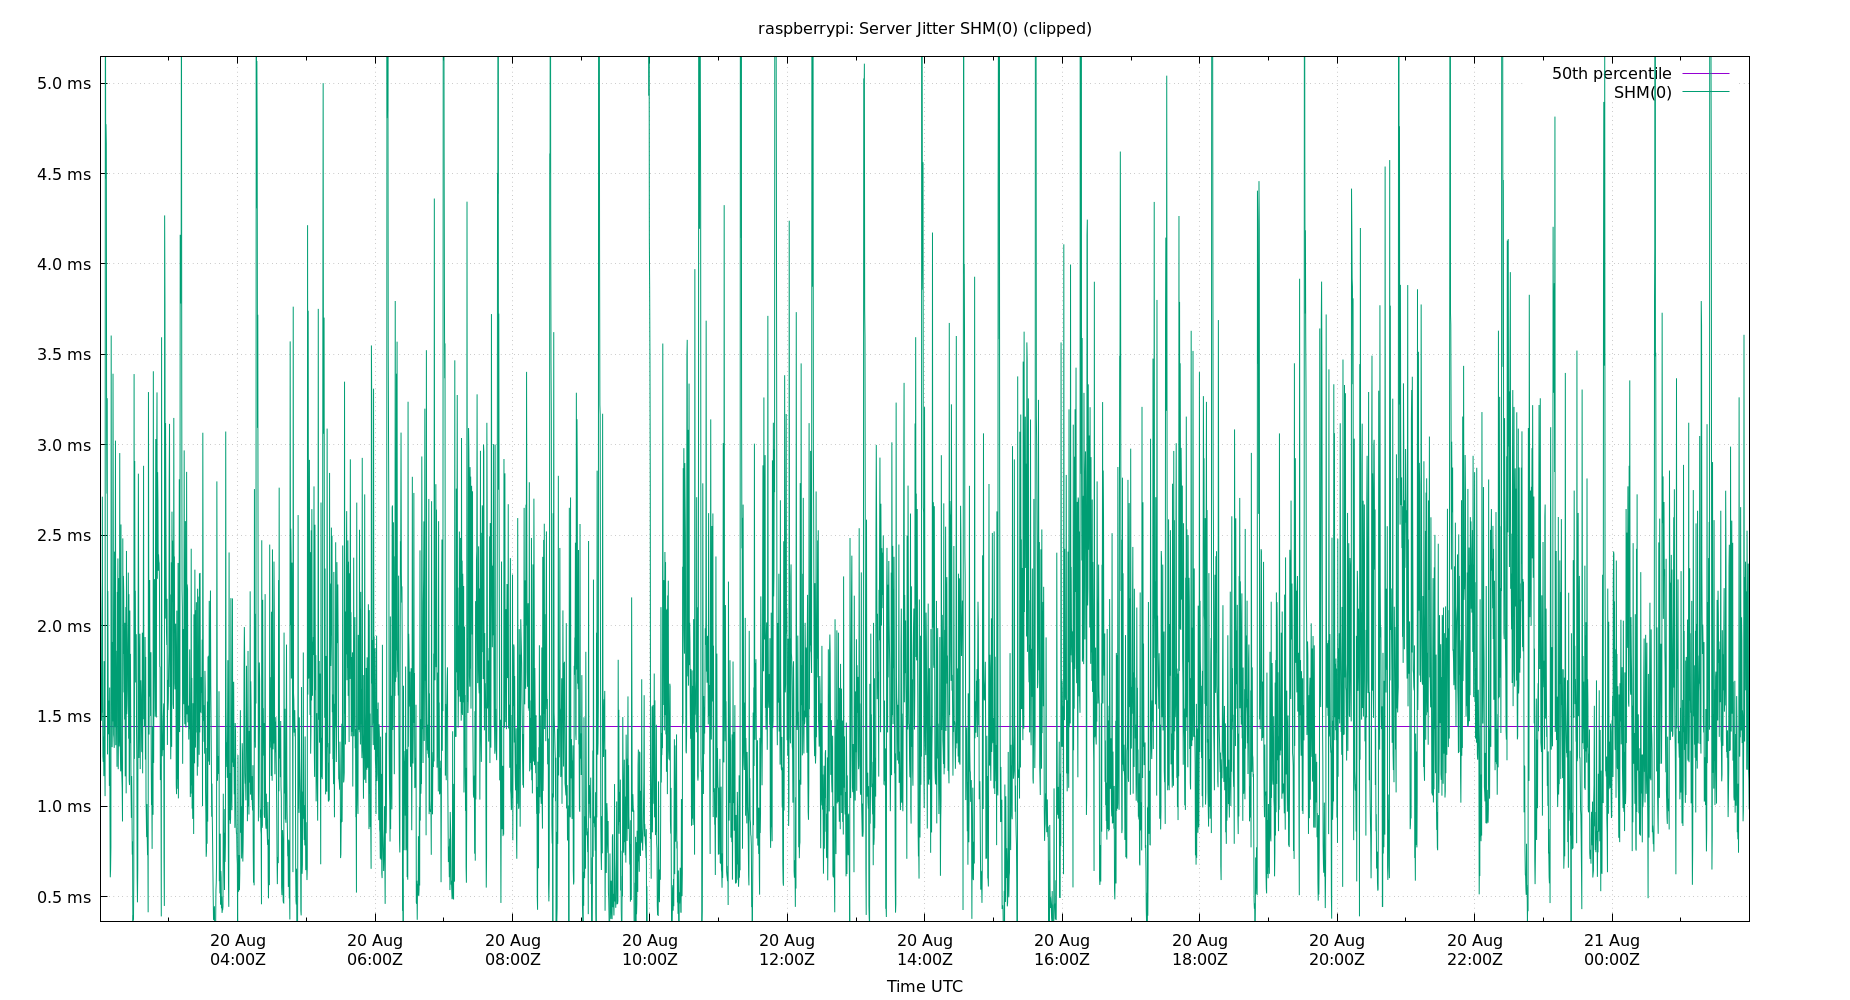 raspberrypi: Server Jitter SHM(0) (clipped)
50th percentile
SHM(0)
5.0 ms
4.5 ms
4.0 ms
3.5 ms
3.0 ms
2.5 ms
2.0 ms
1.5 ms
1.0 ms
0.5 ms
20 Aug 20 Aug 20 Aug 20 Aug 20 Aug 20 Aug 20 Aug 20 Aug 20 Aug 20 Aug 21 Aug
04:00Z 06:00Z 08:00Z 10:00Z 12:00Z 14:00Z 16:00Z 18:00Z 20:00Z 22:00Z 00:00Z
Time UTC